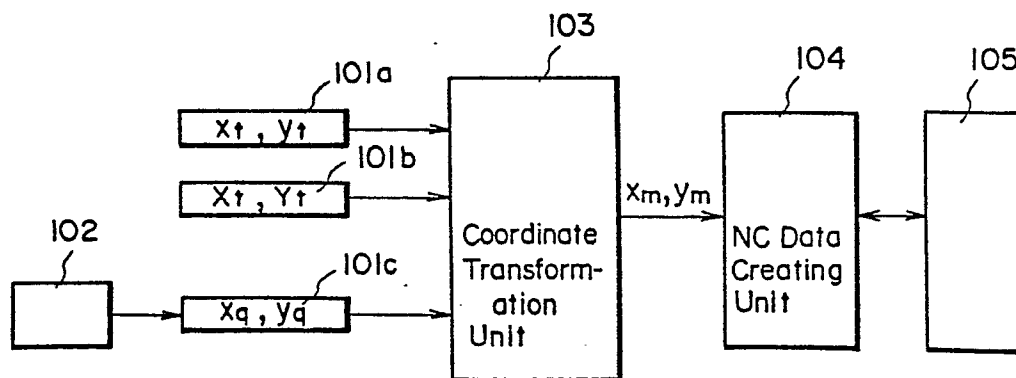 103
104
105
101a
xt, yt
101b
Xt, Yt
xm, ym
102
101c
xq, yq
Coordinate
Transform-
ation
Unit
NC Data
Creating
Unit